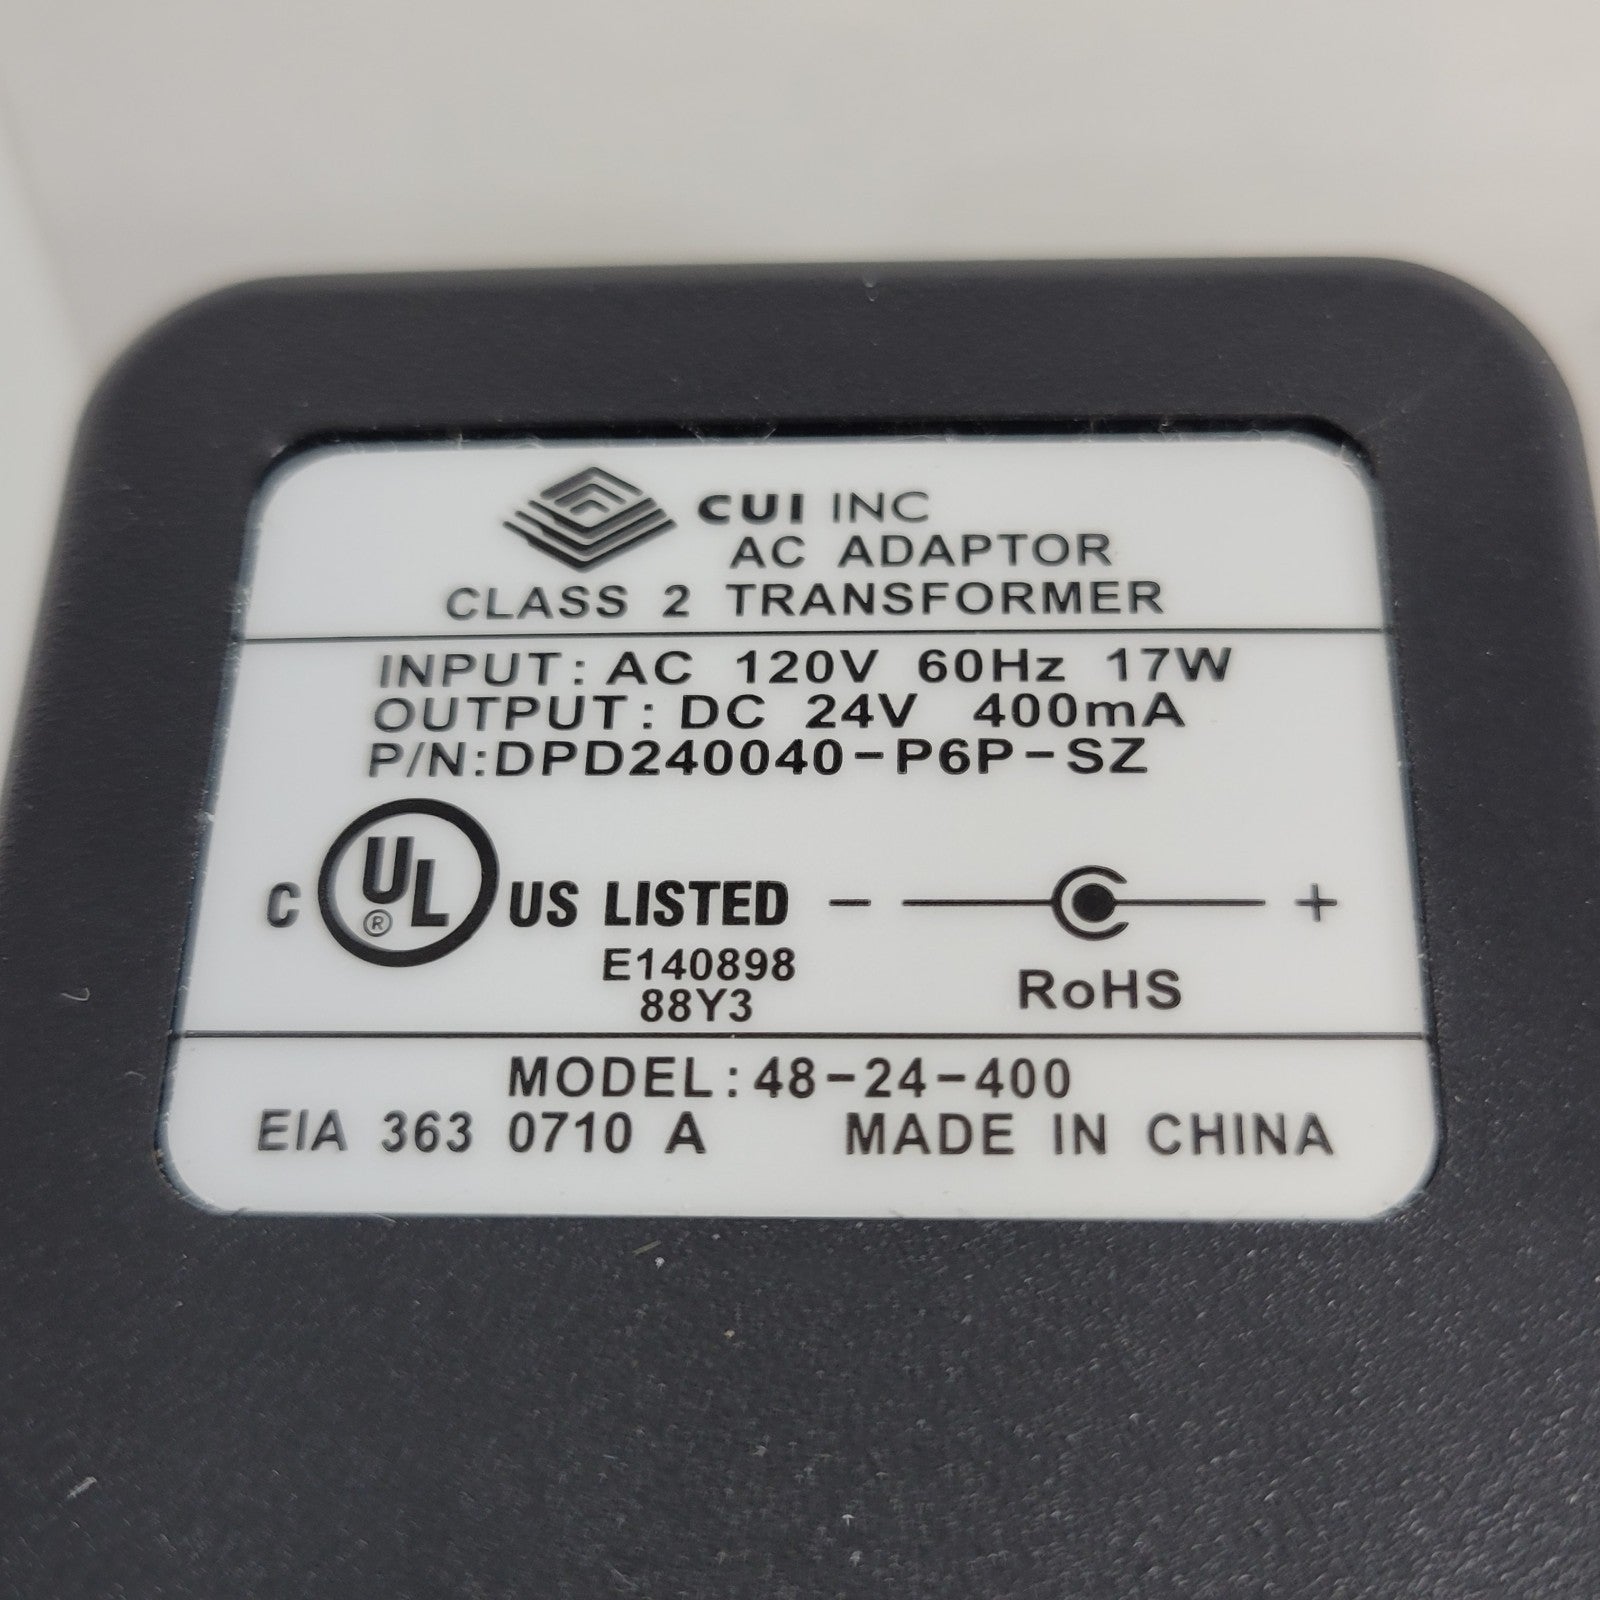 CUI INC
AC ADAPTOR
CLASS 2 TRANSFORMER
INPUT: AC 120V 60Hz 17W
OUTPUT: DC 24V 400mA
P/N:DPD240040-P6P-SZ
C UL ® US LISTED - +
E140898
88Y3
RoHS
MODEL:48-24-400
EIA 363 0710 A MADE IN CHINA